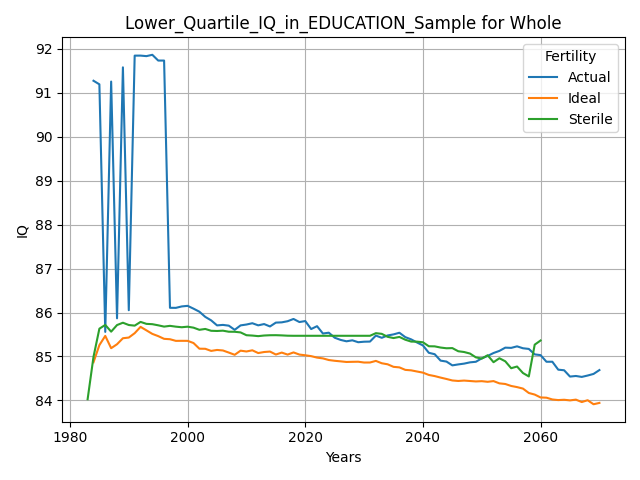 Lower_Quartile_IQ_in_EDUCATION_Sample for Whole
Fertility
Actual
Ideal
Sterile
IQ
92
91
90
89
88
87
86
85
84
1980
2000
2020
2040
2060
Years